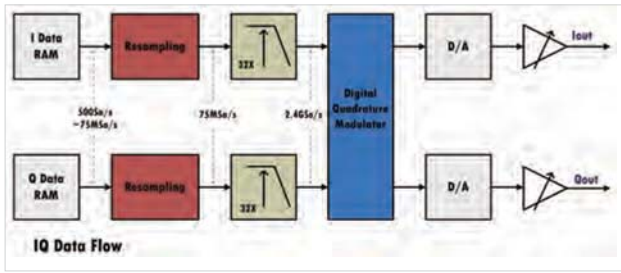 I Data
RAM
Resampling
32X
D/A
Iout
500Sa/s
~75MSa/s
75MSa/s
2.4GSa/s
Digital
Quadrature
Modulator
Q Data
RAM
Resampling
32X
D/A
Qout
IQ Data Flow